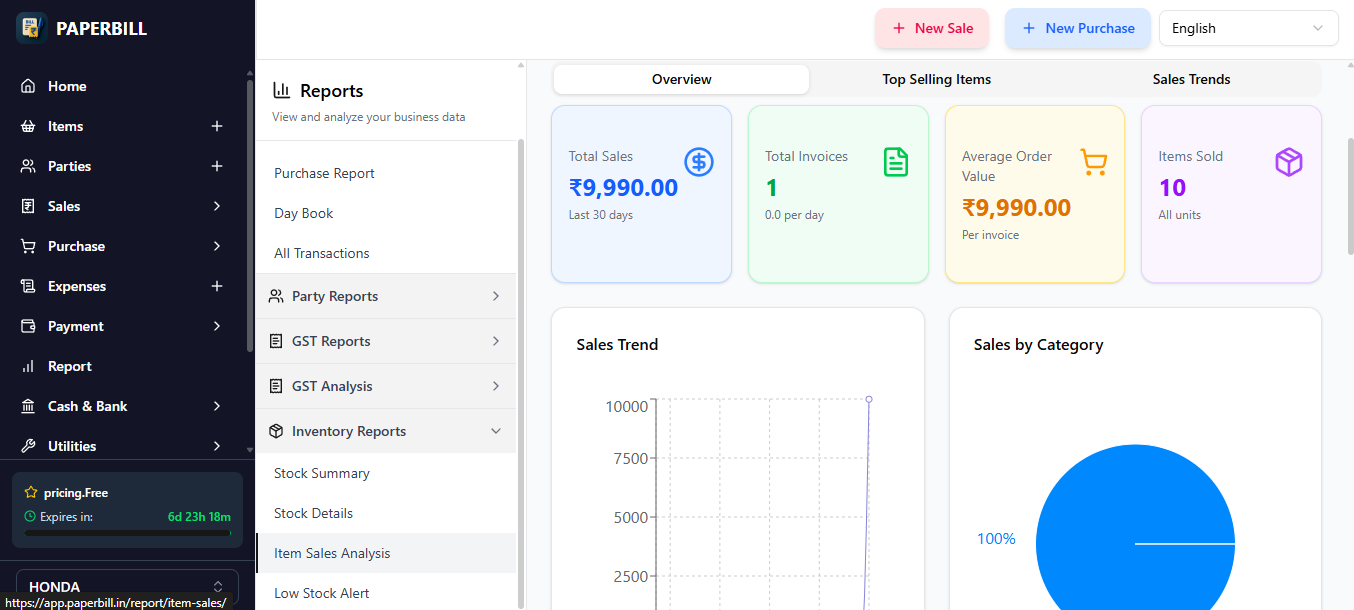 PAPERBILL
New Sale
New Purchase
English
Home
Items
Parties
Sales
Purchase
Expenses
Payment
Report
Cash & Bank
Utilities
pricing.Free
Expires in:
6d 23h 18m
HONDA
https://app.paperbill.in/report/item-sales/
Reports
View and analyze your business data
Purchase Report
Day Book
All Transactions
Party Reports
GST Reports
GST Analysis
Inventory Reports
Stock Summary
Stock Details
Item Sales Analysis
Low Stock Alert
Overview
Top Selling Items
Sales Trends
Total Sales
₹9,990.00
Last 30 days
Total Invoices
1
0.0 per day
Average Order
Value
₹9,990.00
Per invoice
Items Sold
10
All units
Sales Trend
10000
7500
5000
2500
Sales by Category
100%